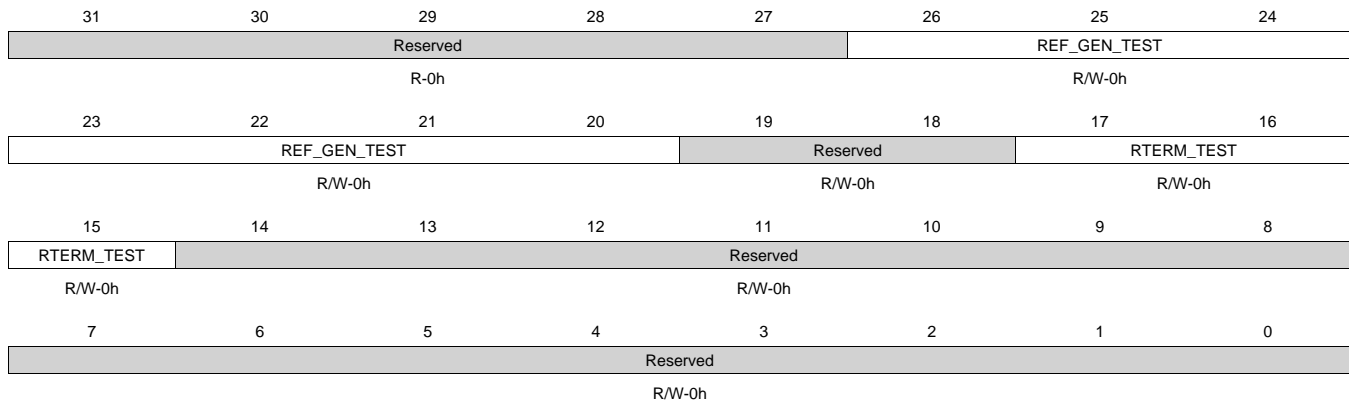 31 30 29 28 27 26 25 24
Reserved REF_GEN_TEST
R-0h R/W-0h
23 22 21 20 19 18 17 16
REF_GEN_TEST Reserved RTERM_TEST
R/W-0h R/W-0h R/W-0h
15 14 13 12 11 10 9 8
RTERM_TEST Reserved
R/W-0h R/W-0h
7 6 5 4 3 2 1 0
Reserved
R/W-0h